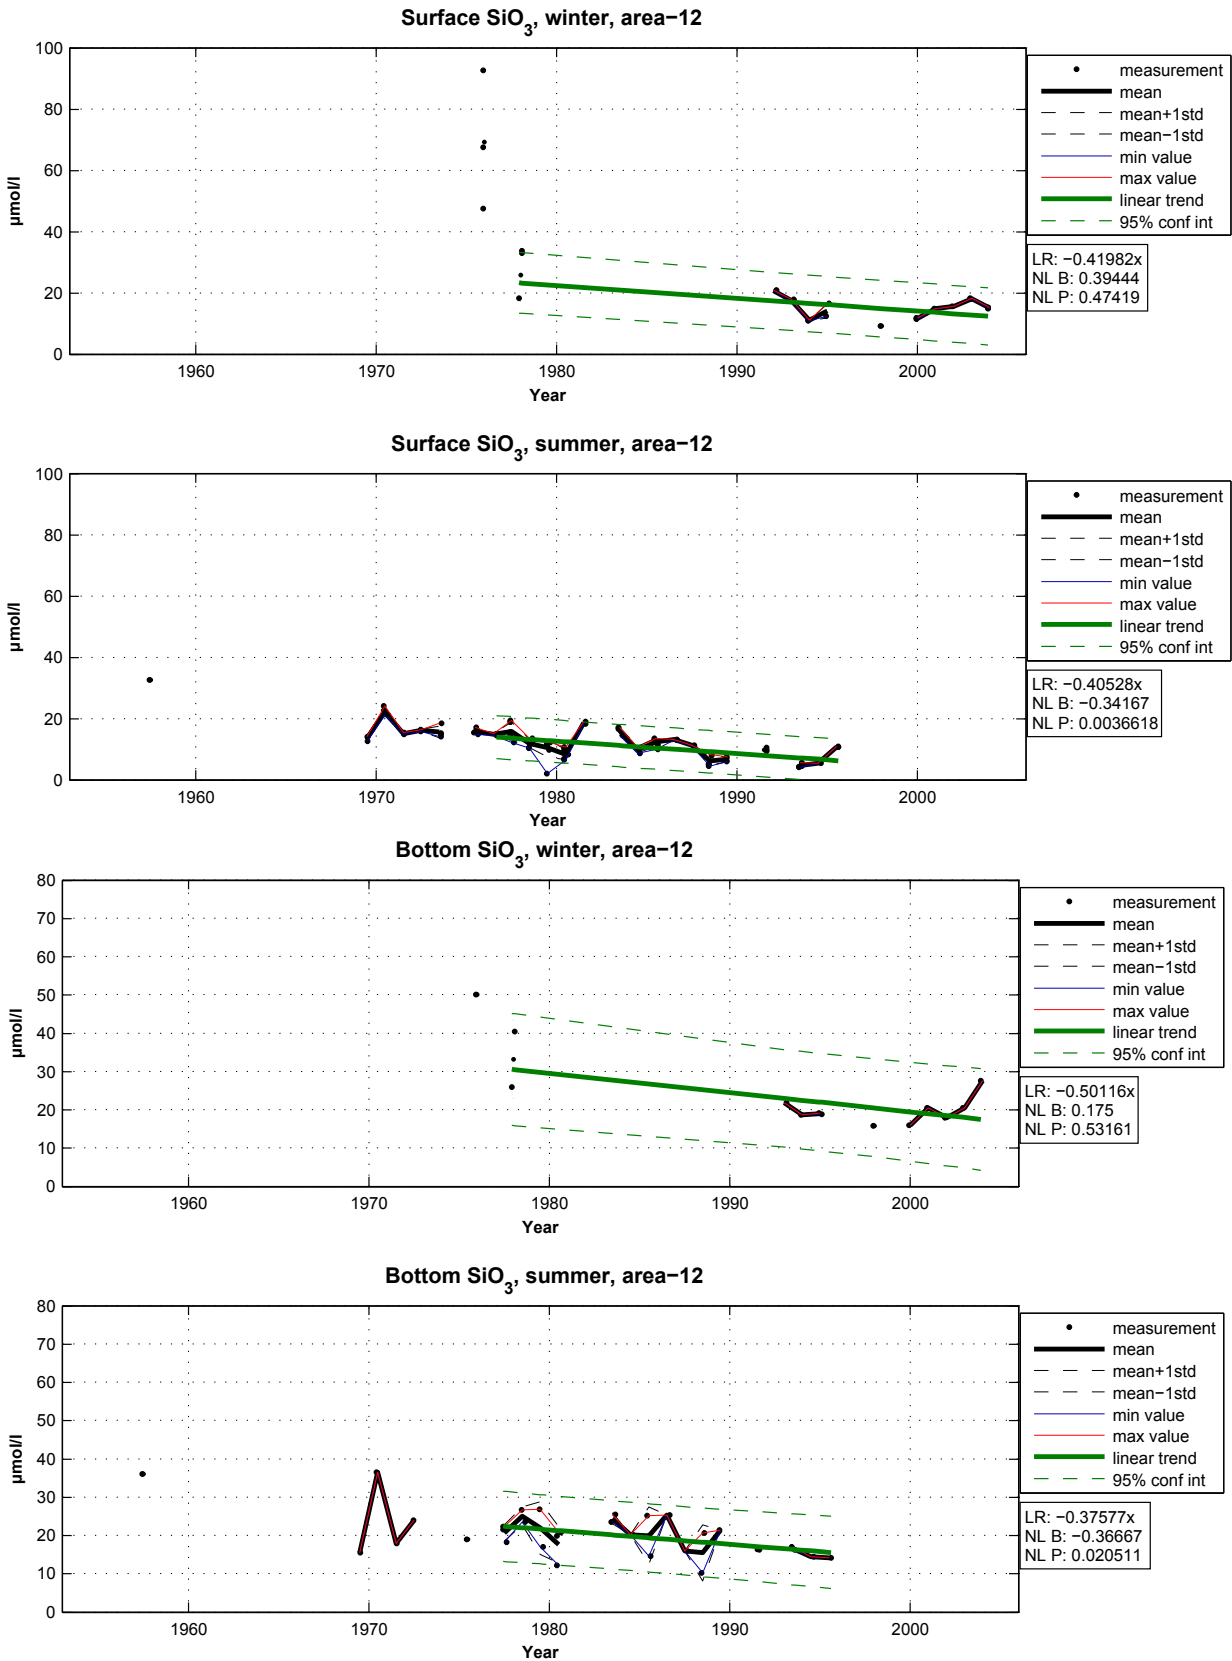 Surface SiO3, winter, area−12
100
80
60
40
20
0
µmol/l
1960 1970 1980 1990 2000
Year
measurement
mean
mean+1std
mean−1std
min value
max value
linear trend
95% conf int
LR: −0.41982x
NL B: 0.39444
NL P: 0.47419
Surface SiO3, summer, area−12
100
80
60
40
20
0
µmol/l
1960 1970 1980 1990 2000
Year
measurement
mean
mean+1std
mean−1std
min value
max value
linear trend
95% conf int
LR: −0.40528x
NL B: −0.34167
NL P: 0.0036618
Bottom SiO3, winter, area−12
80
70
60
50
40
30
20
10
0
µmol/l
1960 1970 1980 1990 2000
Year
measurement
mean
mean+1std
mean−1std
min value
max value
linear trend
95% conf int
LR: −0.50116x
NL B: 0.175
NL P: 0.53161
Bottom SiO3, summer, area−12
80
70
60
50
40
30
20
10
0
µmol/l
1960 1970 1980 1990 2000
Year
measurement
mean
mean+1std
mean−1std
min value
max value
linear trend
95% conf int
LR: −0.37577x
NL B: −0.36667
NL P: 0.020511